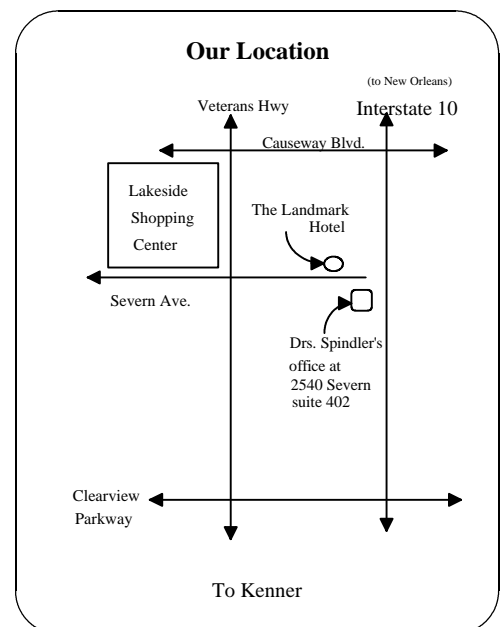 Our Location
(to New Orleans)
Veterans Hwy
Interstate 10
Causeway Blvd.
Lakeside
Shopping
Center
The Landmark
Hotel
Severn Ave.
Drs. Spindler's
office at
2540 Severn
suite 402
Clearview
Parkway
To Kenner